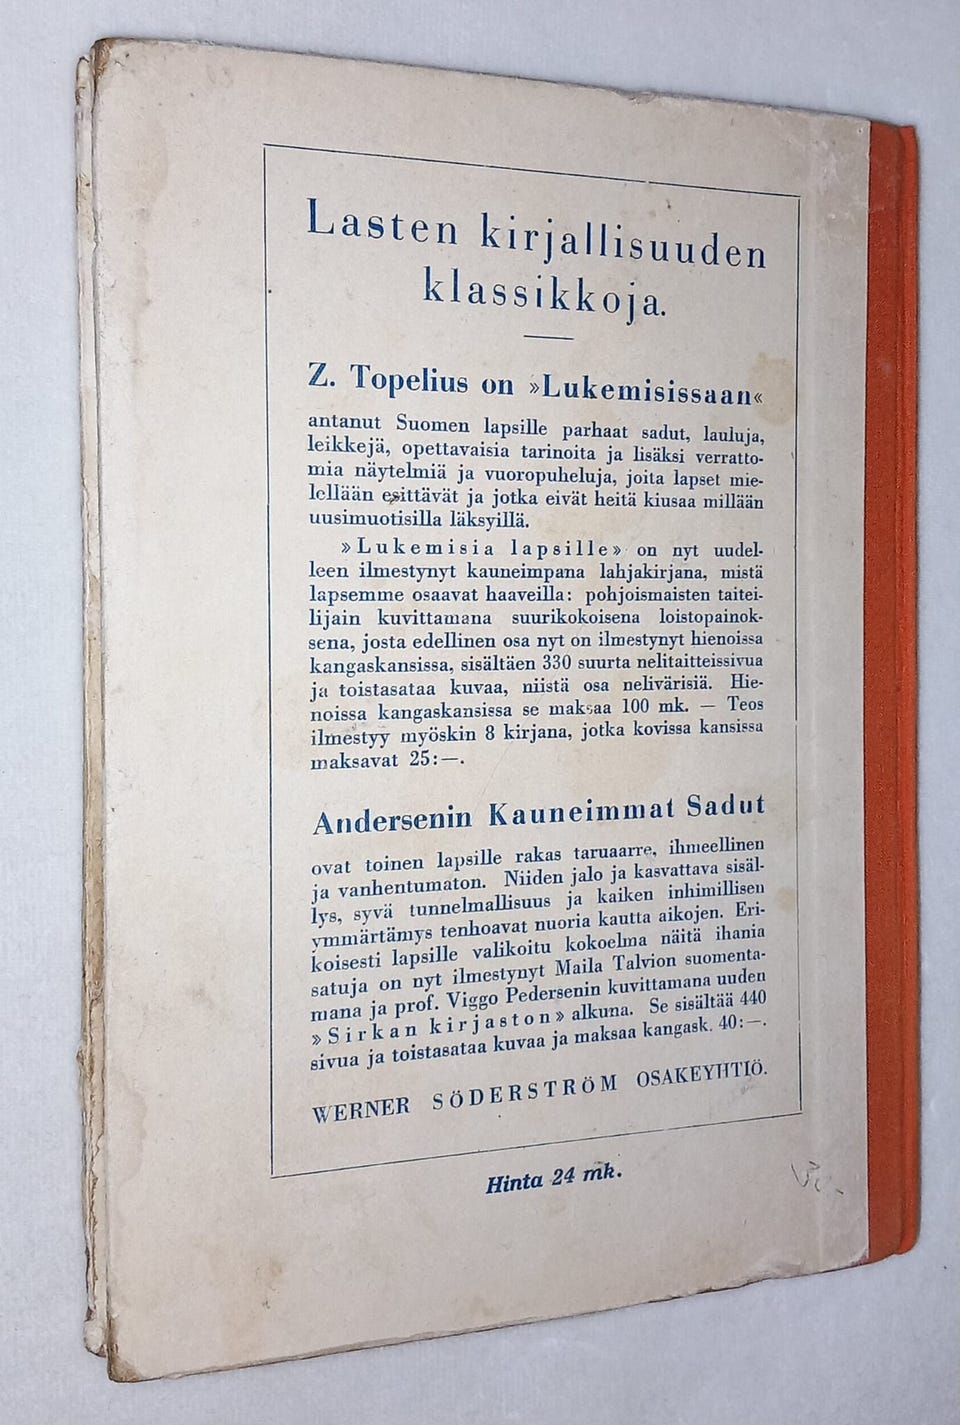 Lasten kirjallisuuden
klassikkoja.
Z. Topelius on »Lukemisissaan«
antanut Suomen lapsille parhaat sadut, lauluja,
leikkejä, opettavaisia tarinoita ja lisäksi verratto-
mia näytelmiä ja vuoropuheluja, joita lapset mie-
lellään esittävät ja jotka eivät heitä kiusaa millään
uusimuotisilla läksyillä.
»Lukemisia lapsille» on nyt uudel-
leen ilmestynyt kauneimpana lahjakirjana, mistä
lapsemme osaavat haaveilla: pohjoismaisten taitei-
lijain kuvittamana suurikokoisena loistopainok-
sena, josta edellinen osa nyt on ilmestynyt hienoissa
kangaskansissa, sisältäen 330 suurta nelitaitteissivua
ja toistasataa kuvaa, niistä osa nelivärisiä. Hie-
noissa kangaskansissa se maksaa 100 mk. — Teos
ilmestyy myöskin 8 kirjana, jotka kovissa kansissa
maksavat 25:—.
Andersenin Kauneimmat Sadut
ovat toinen lapsille rakas taruaarre, ihmeellinen
ja vanhentumaton. Niiden jalo ja kasvattava sisäl-
lys, syvä tunnelmallisuus ja kaiken inhimillisen
ymmärtämys tenhoavat nuoria kautta aikojen. Eri-
koisesti lapsille valikoitu kokoelma näitä ihania
satuja on nyt ilmestynyt Maila Talvion suomenta-
mana ja prof. Viggo Pedersenin kuvittamana uuden
»Sirkan kirjaston» alkuna. Se sisältää 440
sivua ja toistasataa kuvaa ja maksaa kangask. 40:—.
WERNER SÖDERSTRÖM OSAKEYHTIÖ.
Hinta 24 mk.